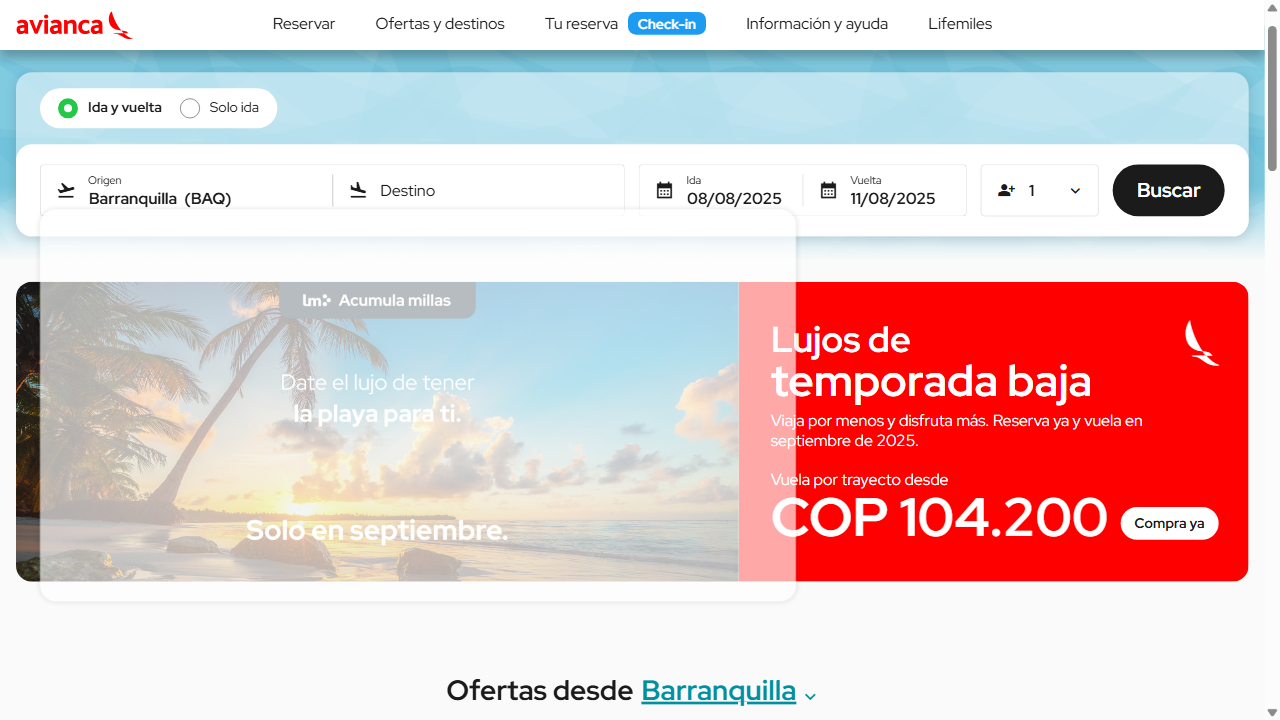 avianca
Reservar
Ofertas y destinos
Tu reserva
Check-in
Información y ayuda
Lifemiles
Ida y vuelta
Solo ida
Origen
Barranquilla (BAQ)
Destino
Ida
08/08/2025
Vuelta
11/08/2025
1
Buscar
lm Acumula millas
Date el lujo de tener
la playa para ti.
Solo en septiembre.
Lujos de
temporada baja
Viaja por menos y disfruta más. Reserva ya y vuela en
septiembre de 2025.
Vuela por trayecto desde
COP 104.200
Compra ya
Ofertas desde Barranquilla